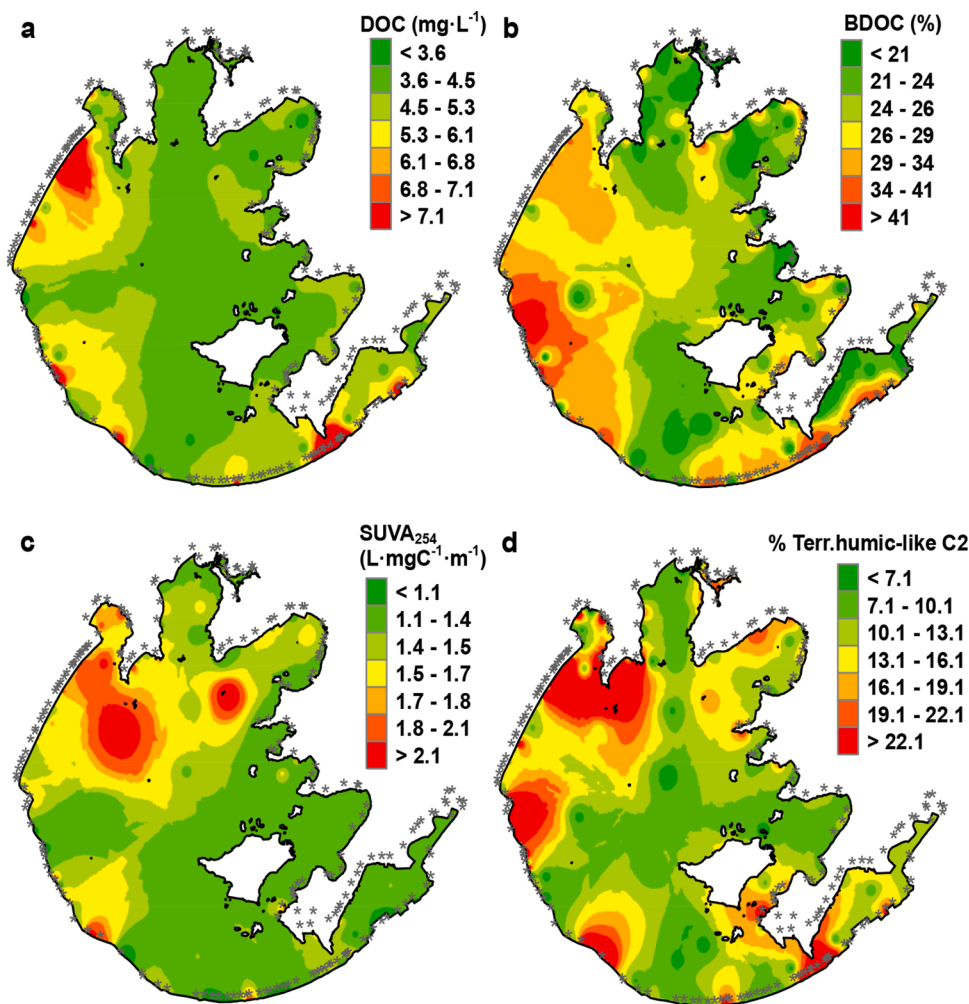 a
DOC (mg·L⁻¹)
< 3.6
3.6 - 4.5
4.5 - 5.3
5.3 - 6.1
6.1 - 6.8
6.8 - 7.1
> 7.1
b
BDOC (%)
< 21
21 - 24
24 - 26
26 - 29
29 - 34
34 - 41
> 41
c
SUVA₂₅₄
(L·mgC⁻¹·m⁻¹)
< 1.1
1.1 - 1.4
1.4 - 1.5
1.5 - 1.7
1.7 - 1.8
1.8 - 2.1
> 2.1
d
% Terr.humic-like C2
< 7.1
7.1 - 10.1
10.1 - 13.1
13.1 - 16.1
16.1 - 19.1
19.1 - 22.1
> 22.1